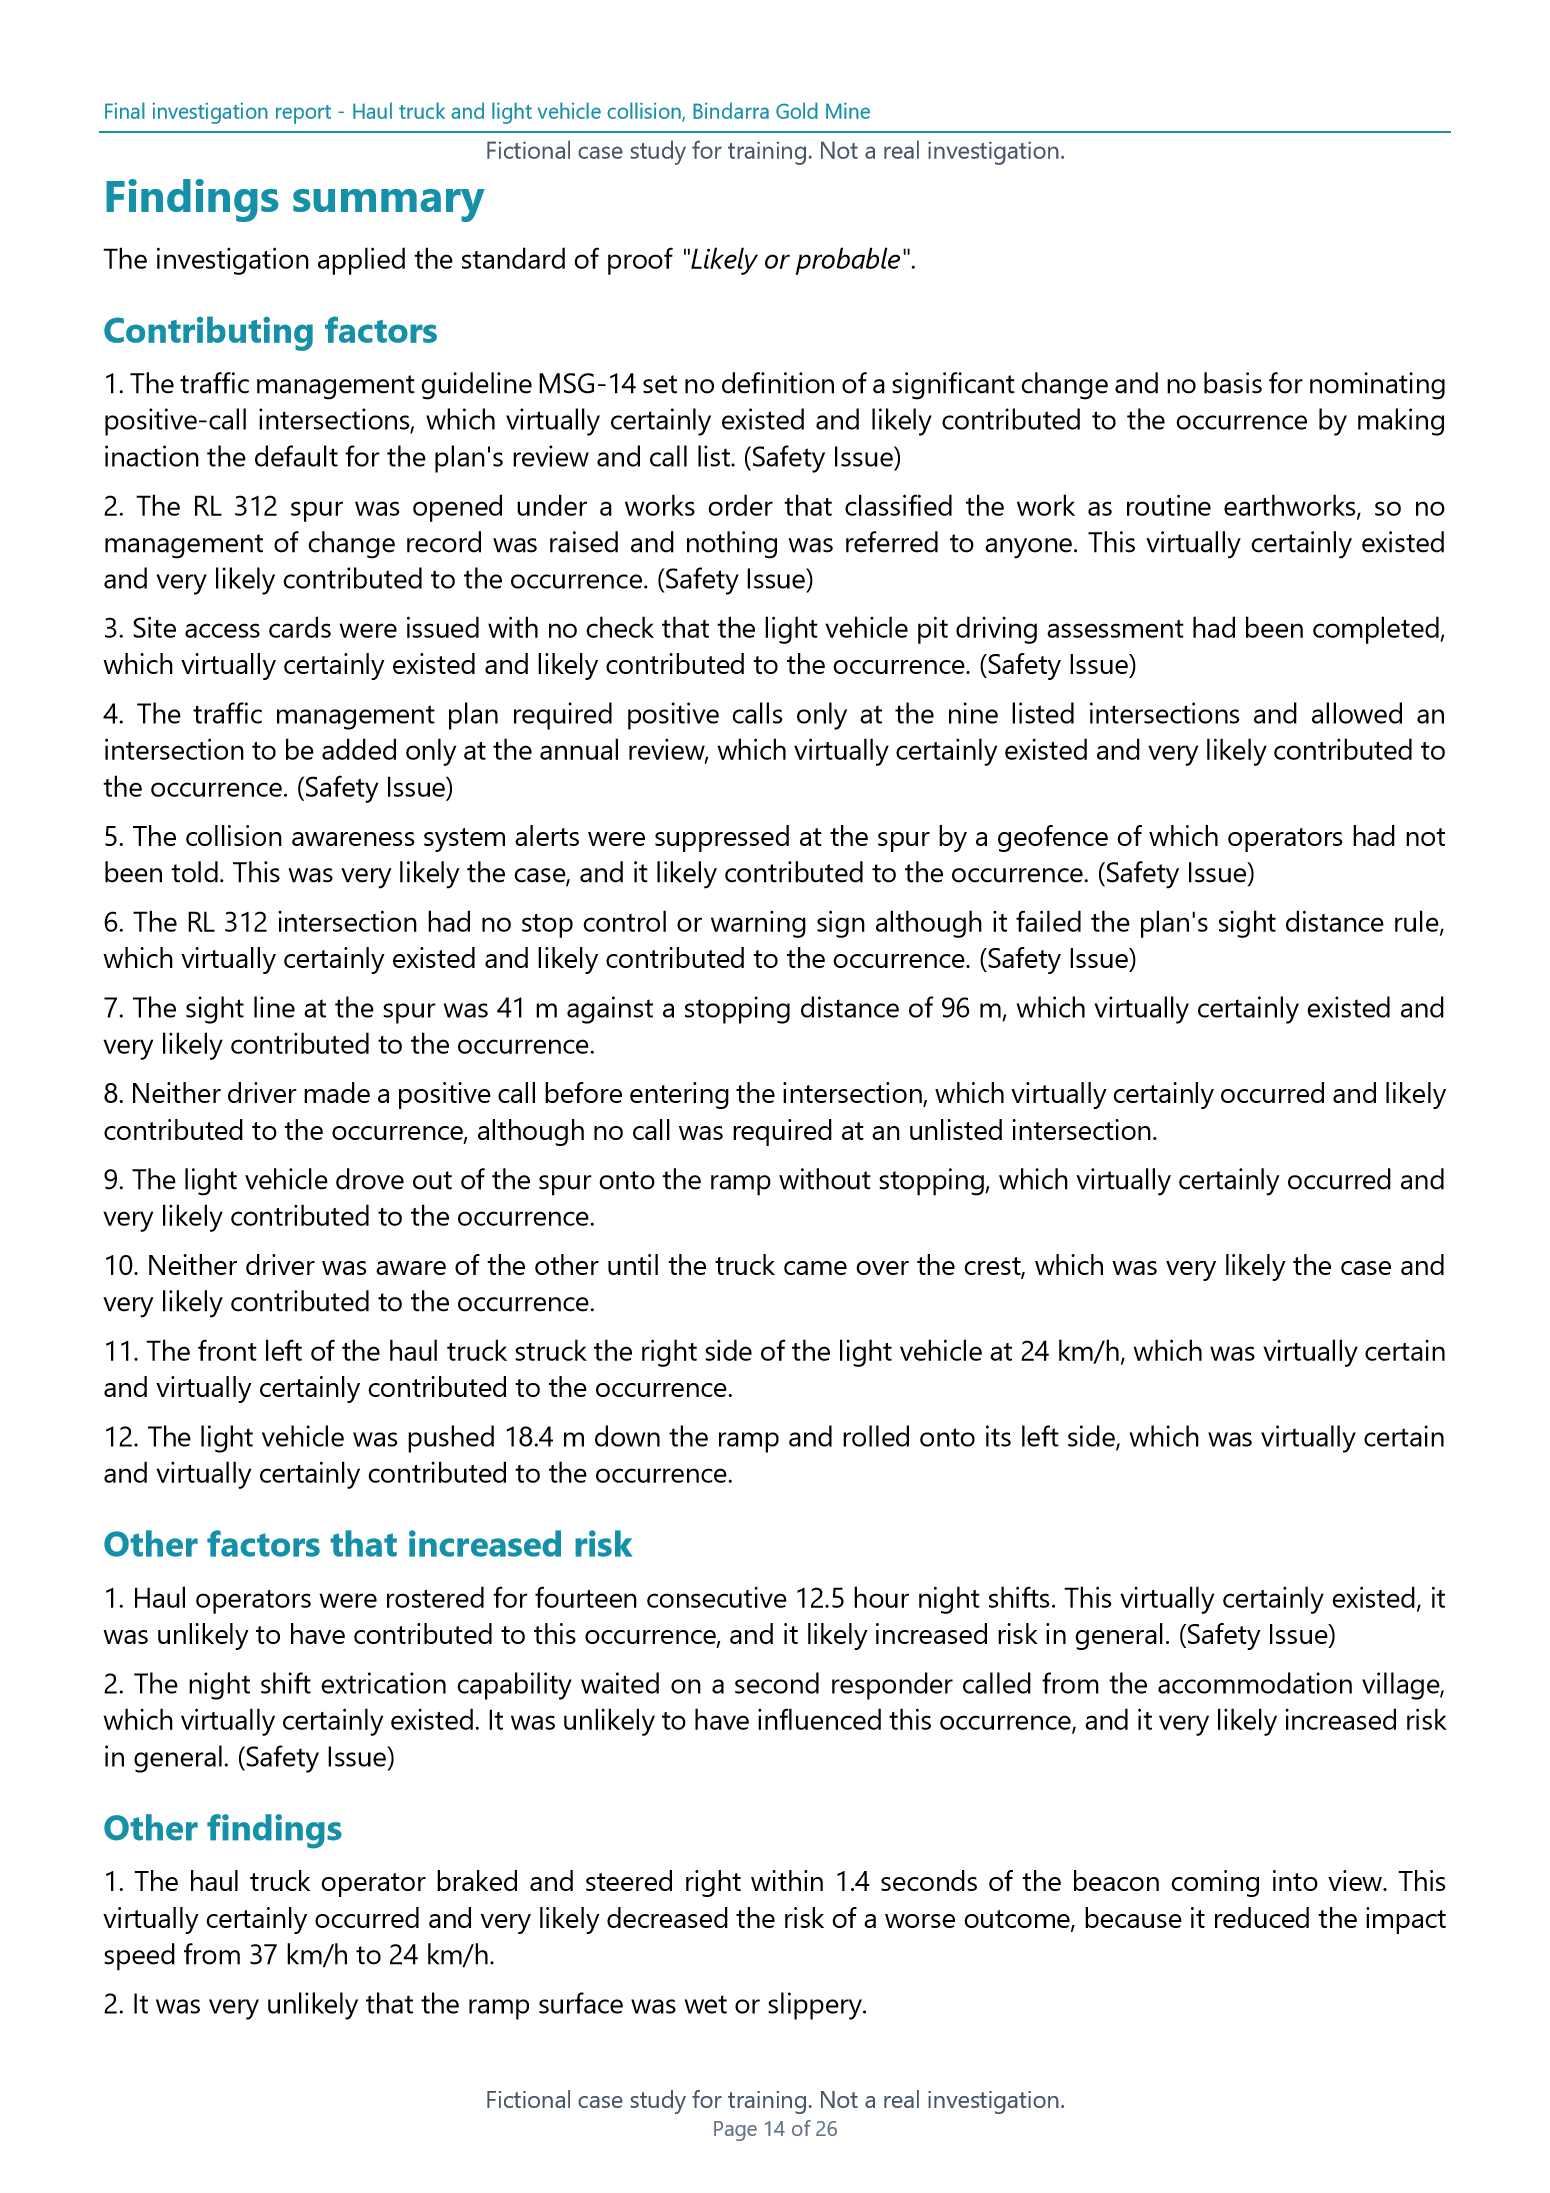 Final investigation report - Haul truck and light vehicle collision, Bindarra Gold Mine
Fictional case study for training. Not a real investigation.
Findings summary
The investigation applied the standard of proof "Likely or probable".
Contributing factors
1. The traffic management guideline MSG-14 set no definition of a significant change and no basis for nominating
positive-call intersections, which virtually certainly existed and likely contributed to the occurrence by making
inaction the default for the plan's review and call list. (Safety Issue)
2. The RL 312 spur was opened under a works order that classified the work as routine earthworks, so no
management of change record was raised and nothing was referred to anyone. This virtually certainly existed
and very likely contributed to the occurrence. (Safety Issue)
3. Site access cards were issued with no check that the light vehicle pit driving assessment had been completed,
which virtually certainly existed and likely contributed to the occurrence. (Safety Issue)
4. The traffic management plan required positive calls only at the nine listed intersections and allowed an
intersection to be added only at the annual review, which virtually certainly existed and very likely contributed to
the occurrence. (Safety Issue)
5. The collision awareness system alerts were suppressed at the spur by a geofence of which operators had not
been told. This was very likely the case, and it likely contributed to the occurrence. (Safety Issue)
6. The RL 312 intersection had no stop control or warning sign although it failed the plan's sight distance rule,
which virtually certainly existed and likely contributed to the occurrence. (Safety Issue)
7. The sight line at the spur was 41 m against a stopping distance of 96 m, which virtually certainly existed and
very likely contributed to the occurrence.
8. Neither driver made a positive call before entering the intersection, which virtually certainly occurred and likely
contributed to the occurrence, although no call was required at an unlisted intersection.
9. The light vehicle drove out of the spur onto the ramp without stopping, which virtually certainly occurred and
very likely contributed to the occurrence.
10. Neither driver was aware of the other until the truck came over the crest, which was very likely the case and
very likely contributed to the occurrence.
11. The front left of the haul truck struck the right side of the light vehicle at 24 km/h, which was virtually certain
and virtually certainly contributed to the occurrence.
12. The light vehicle was pushed 18.4 m down the ramp and rolled onto its left side, which was virtually certain
and virtually certainly contributed to the occurrence.
Other factors that increased risk
1. Haul operators were rostered for fourteen consecutive 12.5 hour night shifts. This virtually certainly existed, it
was unlikely to have contributed to this occurrence, and it likely increased risk in general. (Safety Issue)
2. The night shift extrication capability waited on a second responder called from the accommodation village,
which virtually certainly existed. It was unlikely to have influenced this occurrence, and it very likely increased risk
in general. (Safety Issue)
Other findings
1. The haul truck operator braked and steered right within 1.4 seconds of the beacon coming into view. This
virtually certainly occurred and very likely decreased the risk of a worse outcome, because it reduced the impact
speed from 37 km/h to 24 km/h.
2. It was very unlikely that the ramp surface was wet or slippery.
Fictional case study for training. Not a real investigation.
Page 14 of 26